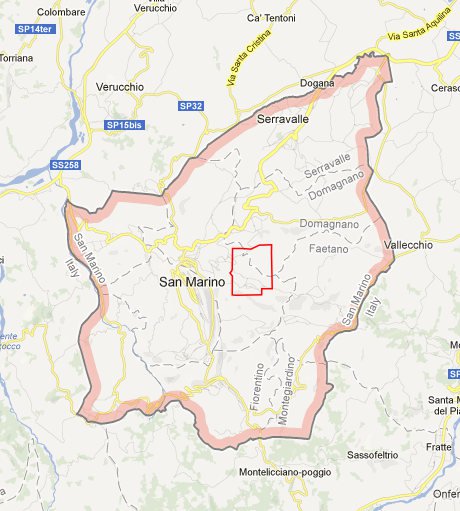 Colombare
Villa
Verucchio
Ca' Tentoni
SP14ter
Via Santa Cristina
Via Santa Aquilina
SS
Torriana
Dogana
Cerasc
Verucchio
SP32
Serravalle
SP15bis
SS258
Serravalle
Domagnano
Domagnano
Faetano
Vallecchio
San Marino
Italy
San Marino
San Marino
Italy
Fiorentino
Montegiardino
SP
Santa M
del Pia
Sassofeltrio
Fratte
Montelicciano-poggio
Onfer